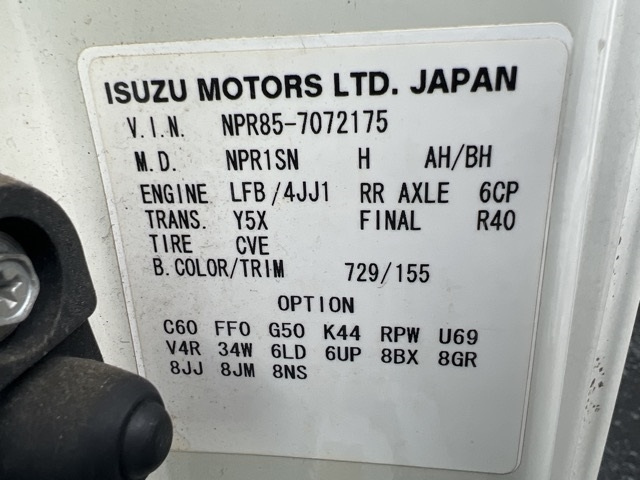 ISUZU MOTORS LTD. JAPAN
V.I.N. NPR85-7072175
M.D. NPR1SN H AH/BH
ENGINE LFB/4JJ1 RR AXLE 6CP
TRANS. Y5X FINAL R40
TIRE CVE
B.COLOR/TRIM 729/155
OPTION
C60 FF0 G50 K44 RPW U69
V4R 34W 6LD 6UP 8BX 8GR
8JJ 8JM 8NS